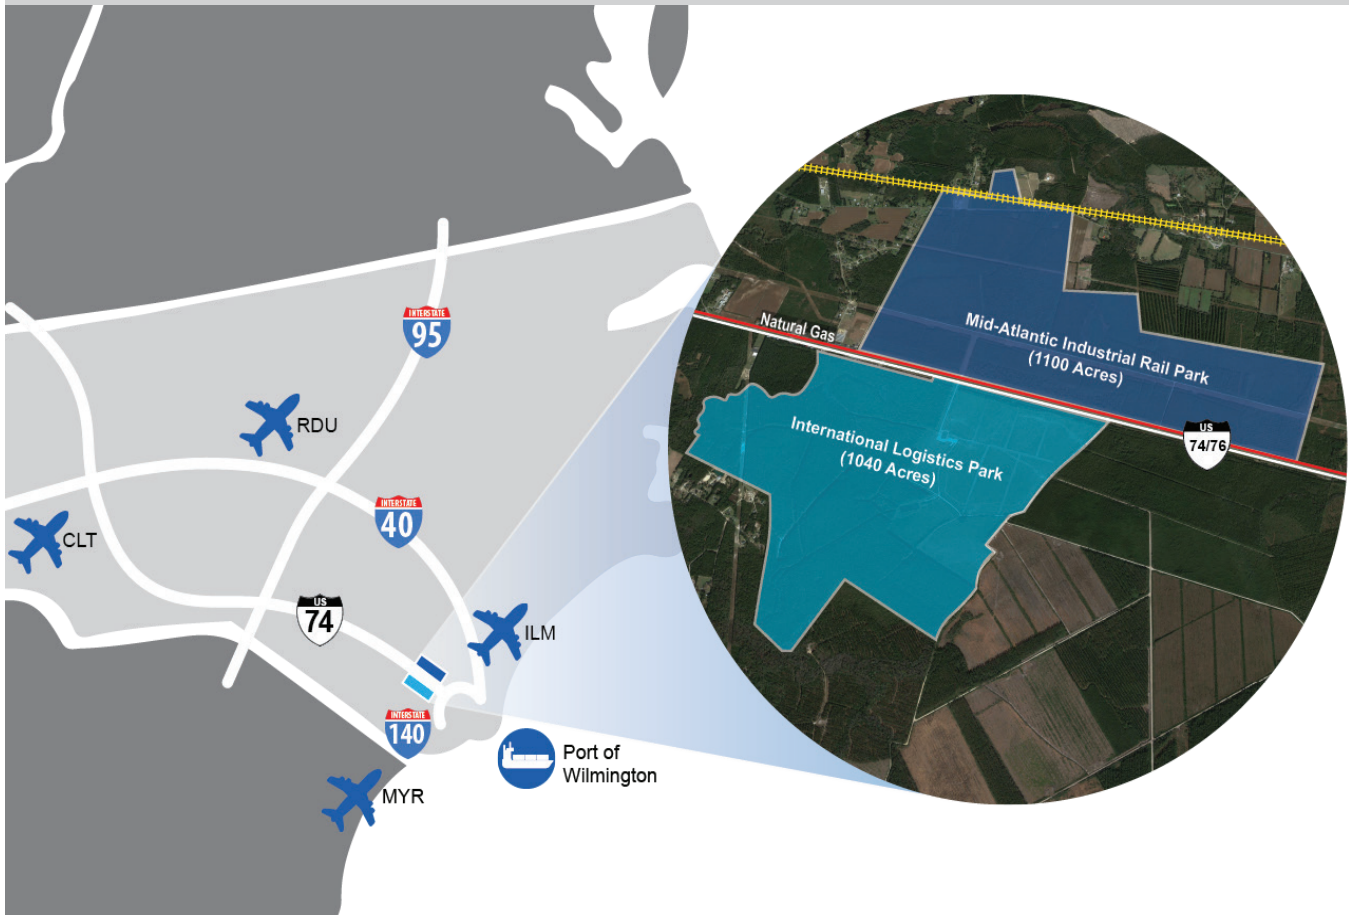 INTERSTATE
95
RDU
INTERSTATE
40
CLT
US
74
ILM
INTERSTATE
140
MYR
Port of
Wilmington
Natural Gas
Mid-Atlantic Industrial Rail Park
(1100 Acres)
International Logistics Park
(1040 Acres)
US
74/76